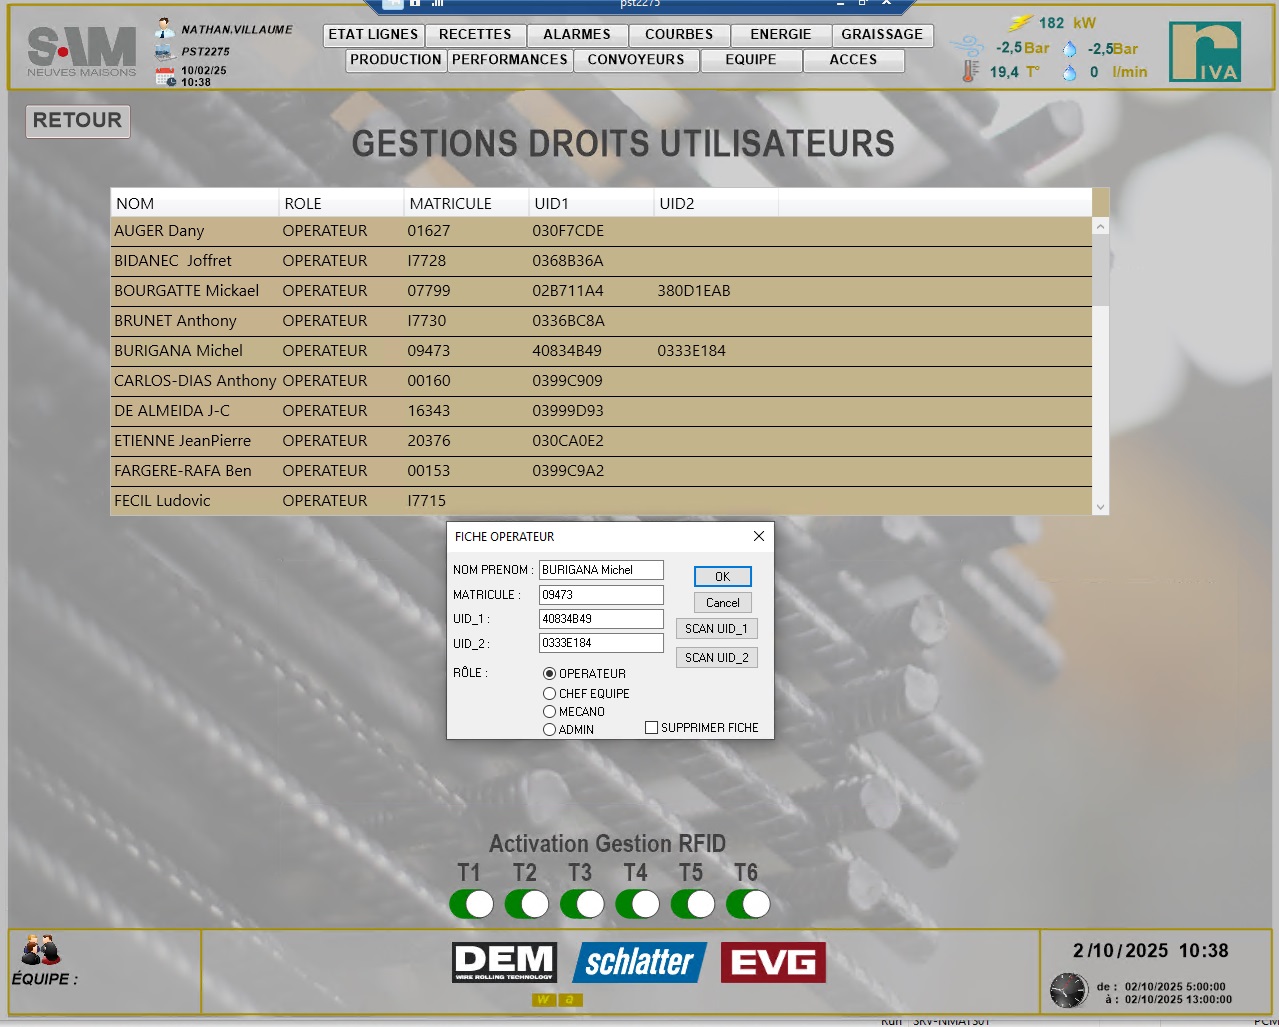 pst2275
SAM
NEUVES MAISONS
NATHAN.VILLAUME
PST2275
10/02/25
10:38
ETAT LIGNES RECETTES ALARMES COURBES ENERGIE GRAISSAGE
PRODUCTION PERFORMANCES CONVOYEURS EQUIPE ACCES
182 kW
-2,5 Bar -2,5 Bar
19,4 T° 0 l/min
rIVA
RETOUR
GESTIONS DROITS UTILISATEURS
NOM ROLE MATRICULE UID1 UID2
AUGER Dany OPERATEUR 01627 030F7CDE
BIDANEC Joffret OPERATEUR I7728 0368B36A
BOURGATTE Mickael OPERATEUR 07799 02B711A4 380D1EAB
BRUNET Anthony OPERATEUR I7730 0336BC8A
BURIGANA Michel OPERATEUR 09473 40834B49 0333E184
CARLOS-DIAS Anthony OPERATEUR 00160 0399C909
DE ALMEIDA J-C OPERATEUR 16343 03999D93
ETIENNE JeanPierre OPERATEUR 20376 030CA0E2
FARGERE-RAFA Ben OPERATEUR 00153 0399C9A2
FECIL Ludovic OPERATEUR I7715
FICHE OPERATEUR
NOM PRENOM : BURIGANA Michel OK
MATRICULE : 09473 Cancel
UID_1 : 40834B49 SCAN UID_1
UID_2 : 0333E184 SCAN UID_2
RÔLE : OPERATEUR
CHEF EQUIPE
MECANO
ADMIN SUPPRIMER FICHE
Activation Gestion RFID
T1 T2 T3 T4 T5 T6
ÉQUIPE :
DEM
WIRE ROLLING TECHNOLOGY
schlatter
EVG
w a
2/10/2025 10:38
de : 02/10/2025 5:00:00
à : 02/10/2025 13:00:00
Run SRV-NMATS01 PCIM